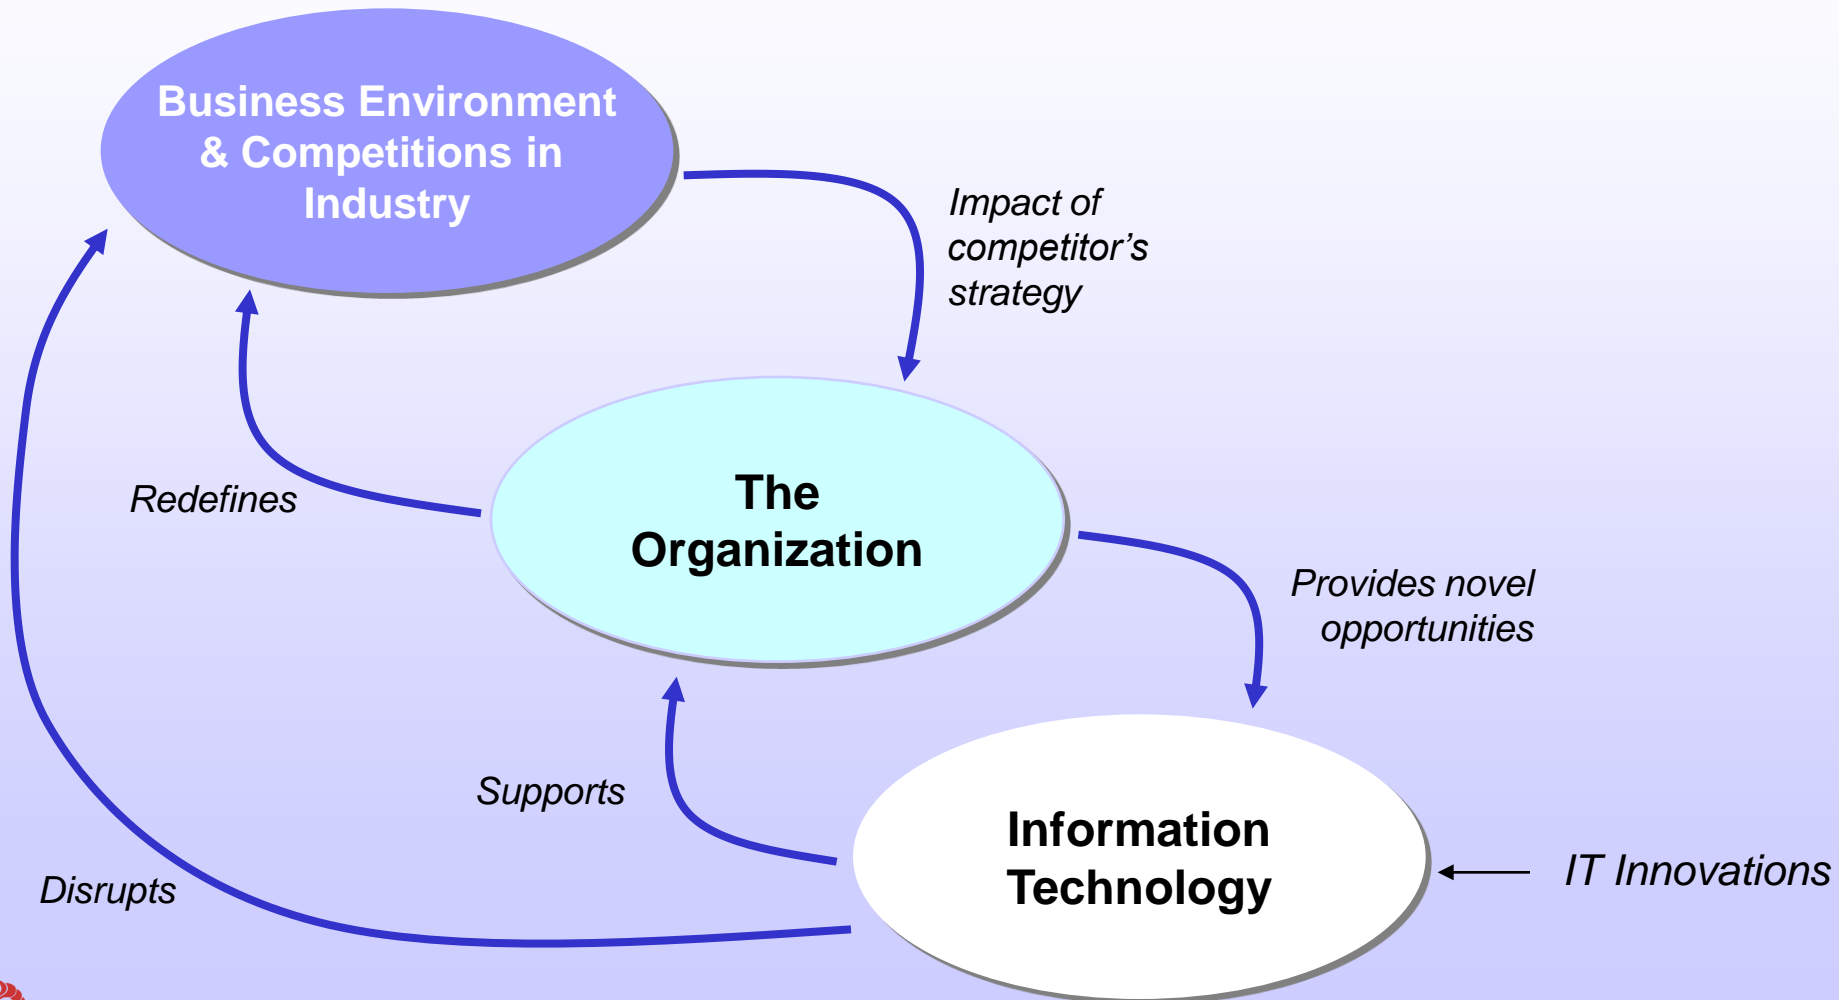 Business Environment
& Competitions in
Industry
Impact of
competitor's
strategy
Redefines
The
Organization
Provides novel
opportunities
Supports
Information
Technology
IT Innovations
Disrupts